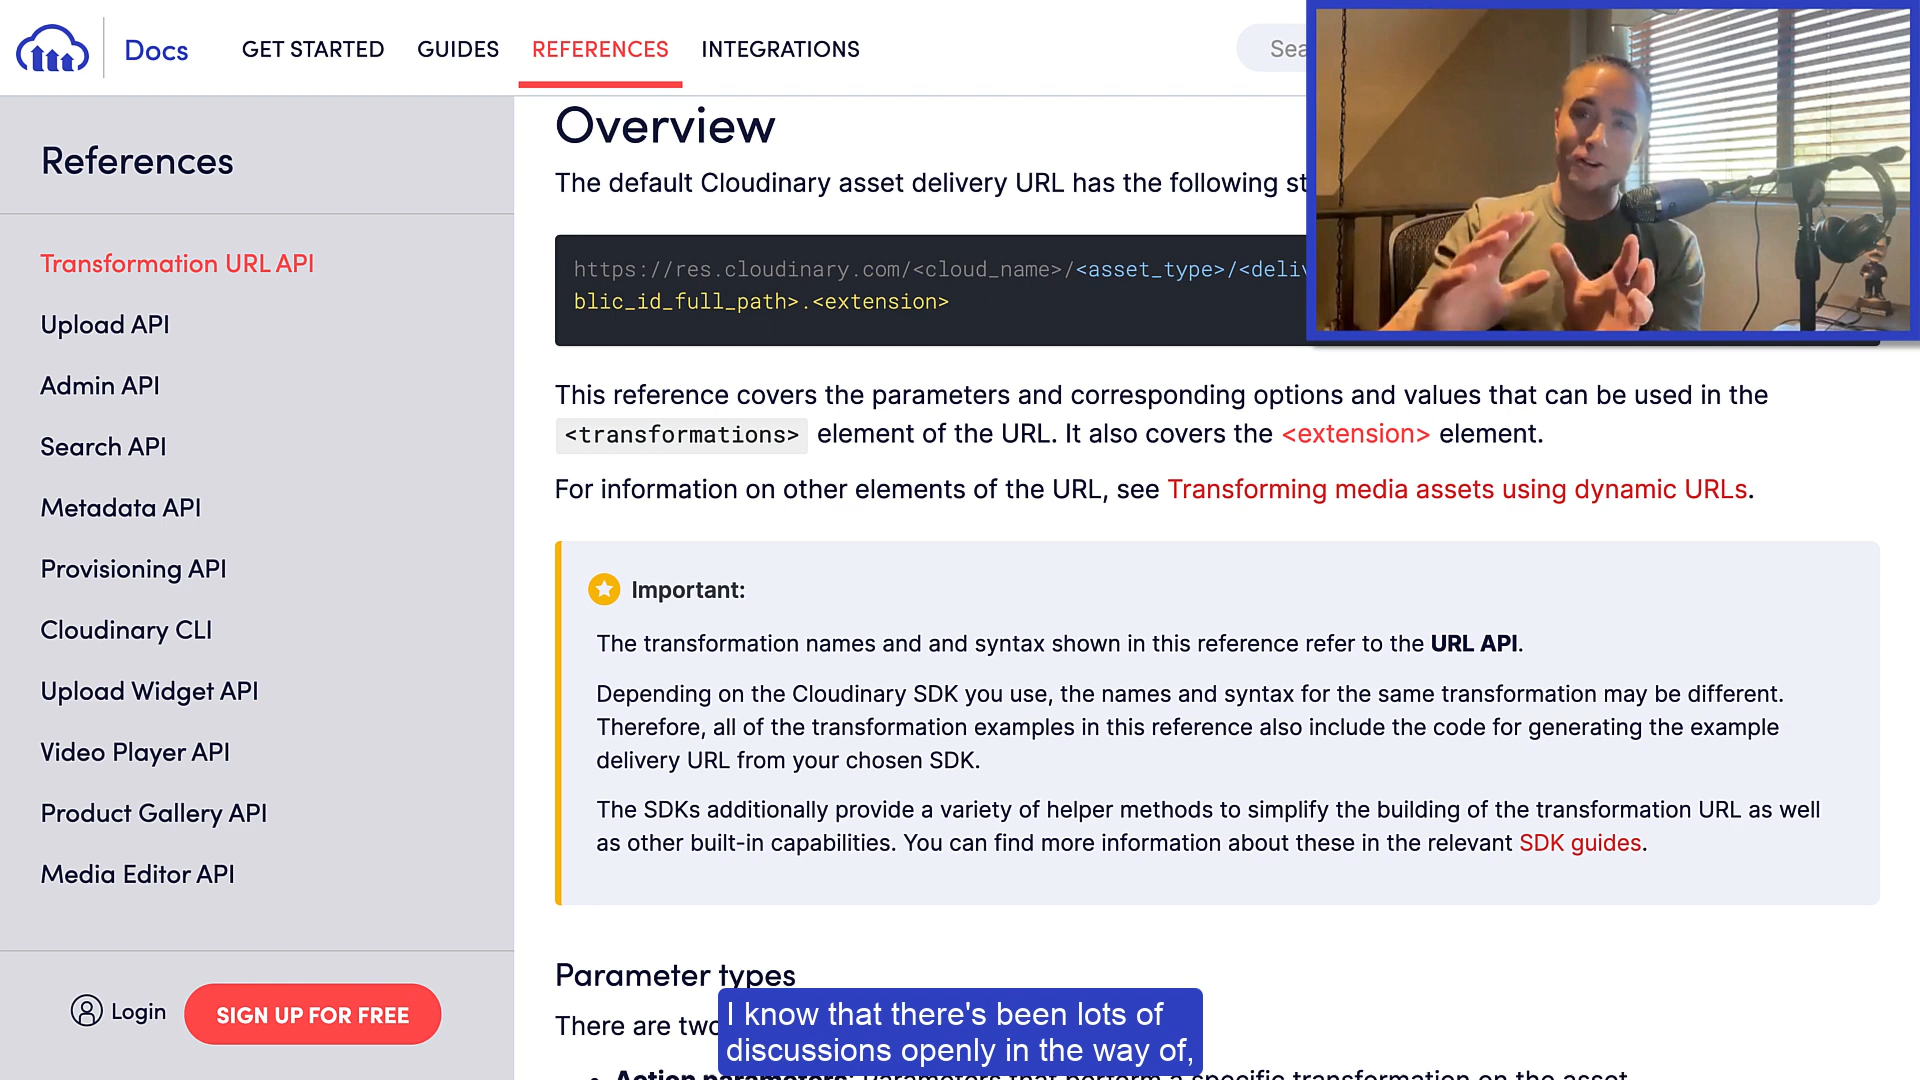 Docs
GET STARTED
GUIDES
REFERENCES
INTEGRATIONS
Sea
References
Transformation URL API
Upload API
Admin API
Search API
Metadata API
Provisioning API
Cloudinary CLI
Upload Widget API
Video Player API
Product Gallery API
Media Editor API
Login
SIGN UP FOR FREE
Overview
The default Cloudinary asset delivery URL has the following st
https://res.cloudinary.com/<cloud_name>/<asset_type>/<deliv
blic_id_full_path>.<extension>
This reference covers the parameters and corresponding options and values that can be used in the
<transformations> element of the URL. It also covers the <extension> element.
For information on other elements of the URL, see Transforming media assets using dynamic URLs.
Important:
The transformation names and and syntax shown in this reference refer to the URL API.
Depending on the Cloudinary SDK you use, the names and syntax for the same transformation may be different.
Therefore, all of the transformation examples in this reference also include the code for generating the example
delivery URL from your chosen SDK.
The SDKs additionally provide a variety of helper methods to simplify the building of the transformation URL as well
as other built-in capabilities. You can find more information about these in the relevant SDK guides.
Parameter types
There are two
I know that there's been lots of
discussions openly in the way of,
Action parameters: Parameters that perform a specific transformation on the asset